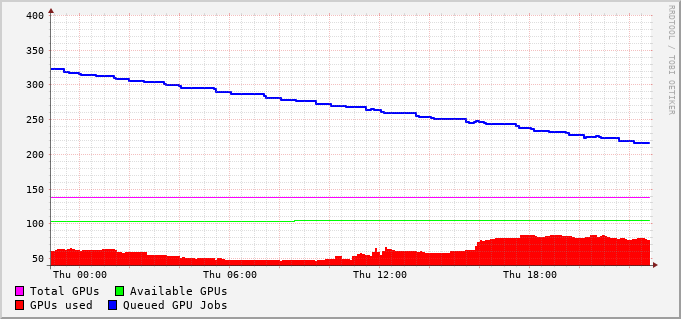 400
350
300
250
200
150
100
50
Thu 00:00 Thu 06:00 Thu 12:00 Thu 18:00
Total GPUs Available GPUs
GPUs used Queued GPU Jobs
RRDTOOL / TOBI OETIKER